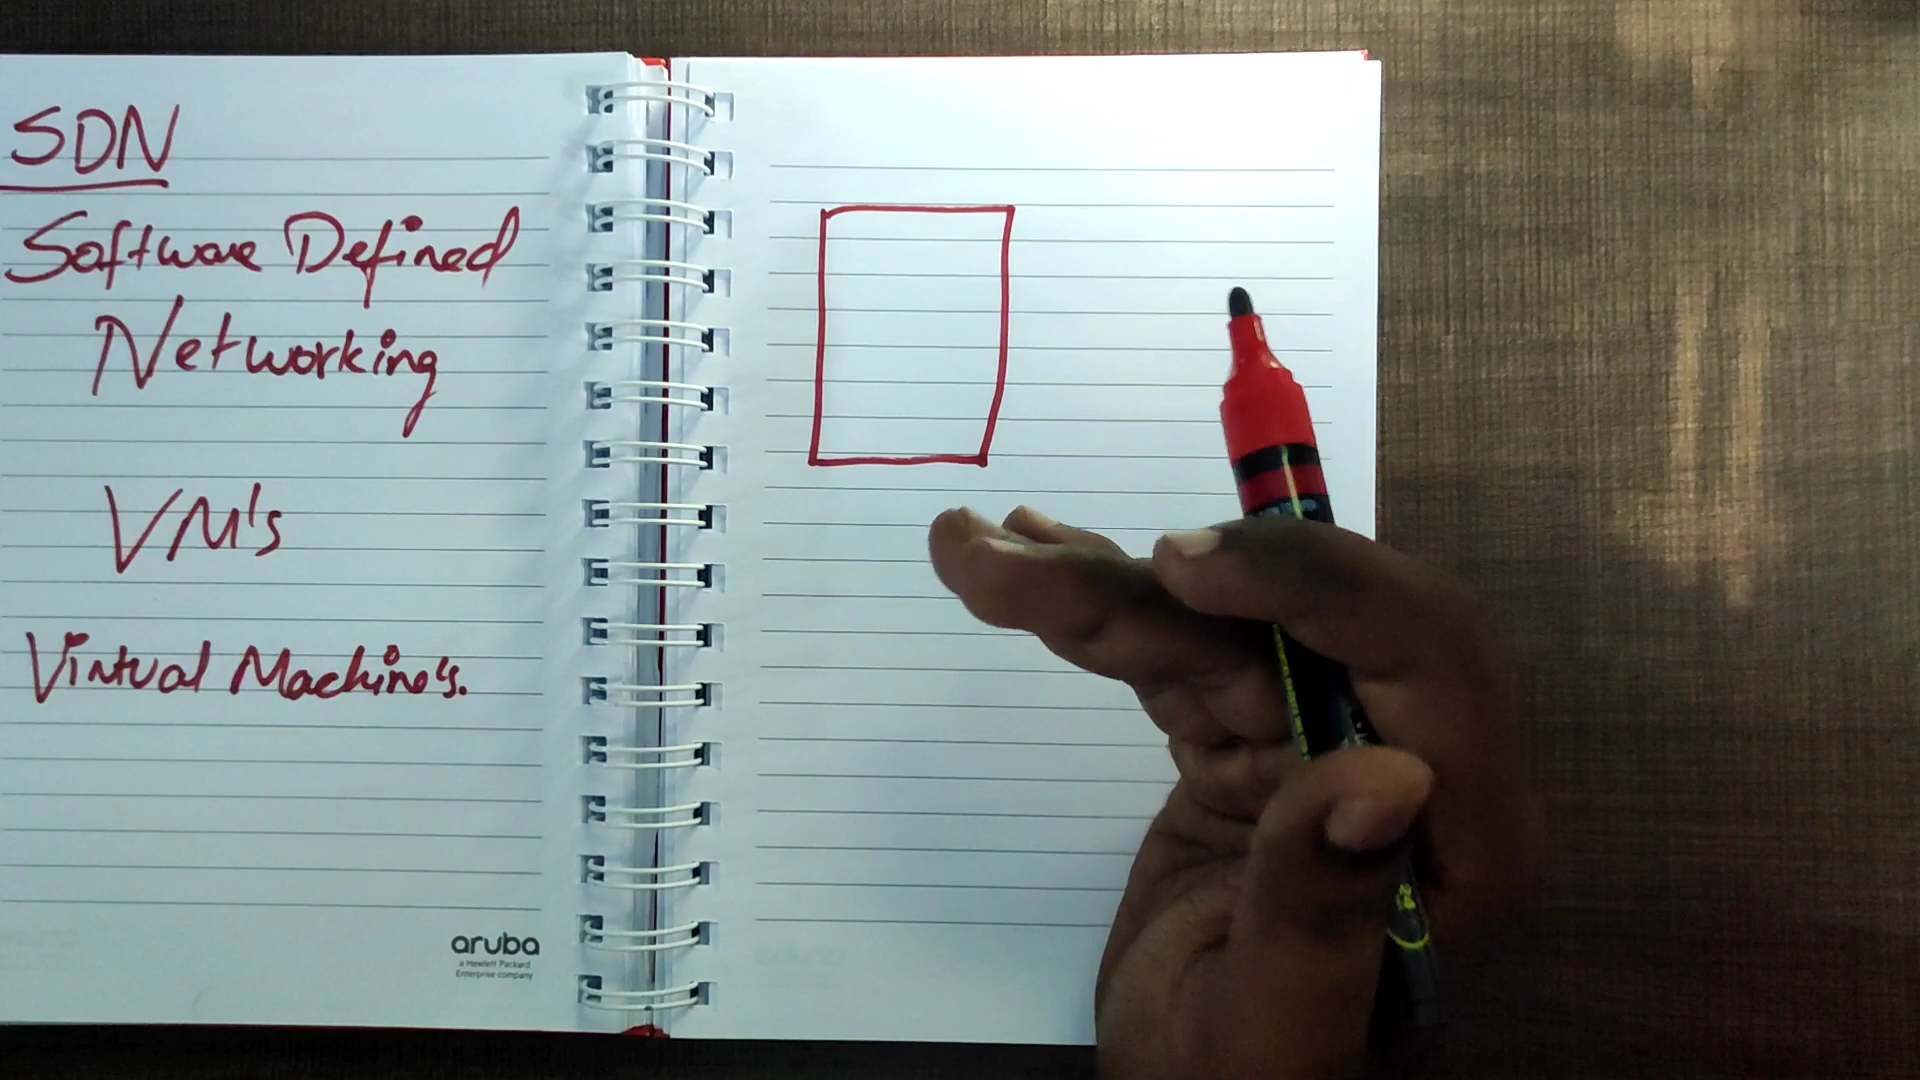 SDN
Software Defined
Networking
VM's
Virtual Machine's.
aruba
a Hewlett Packard
Enterprise company